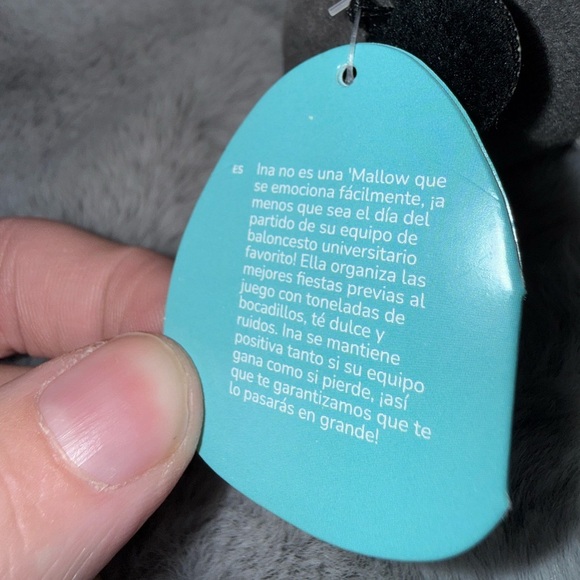 ES
Ina no es una 'Mallow que
se emociona fácilmente, ¡a
menos que sea el día del
partido de su equipo de
baloncesto universitario
favorito! Ella organiza las
mejores fiestas previas al
juego con toneladas de
bocadillos, té dulce y
ruidos. Ina se mantiene
positiva tanto si su equipo
gana como si pierde, ¡así
que te garantizamos que te
lo pasarás en grande!